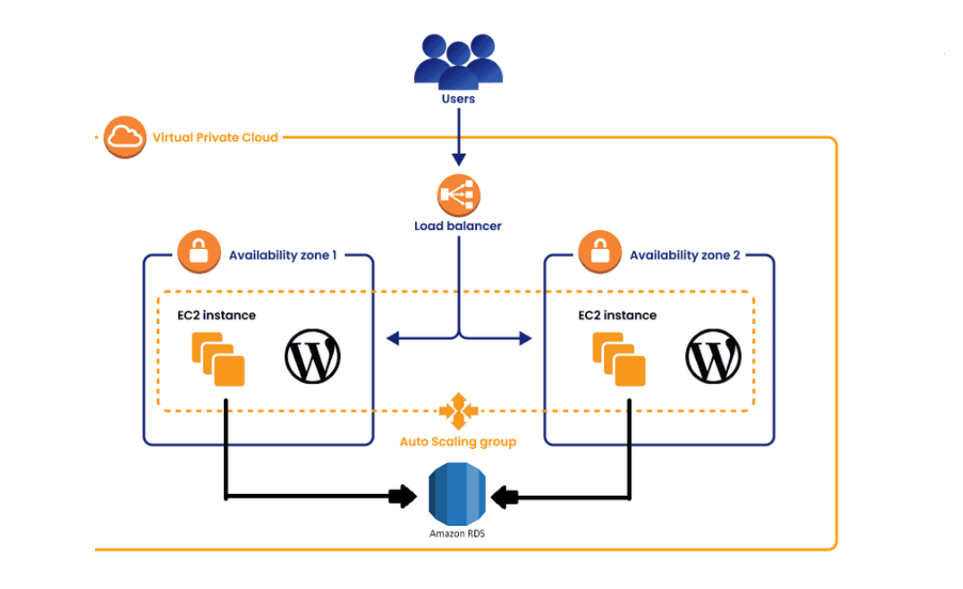 Users
Virtual Private Cloud
Load balancer
Availability zone 1
Availability zone 2
EC2 instance
EC2 instance
Auto Scaling group
Amazon RDS